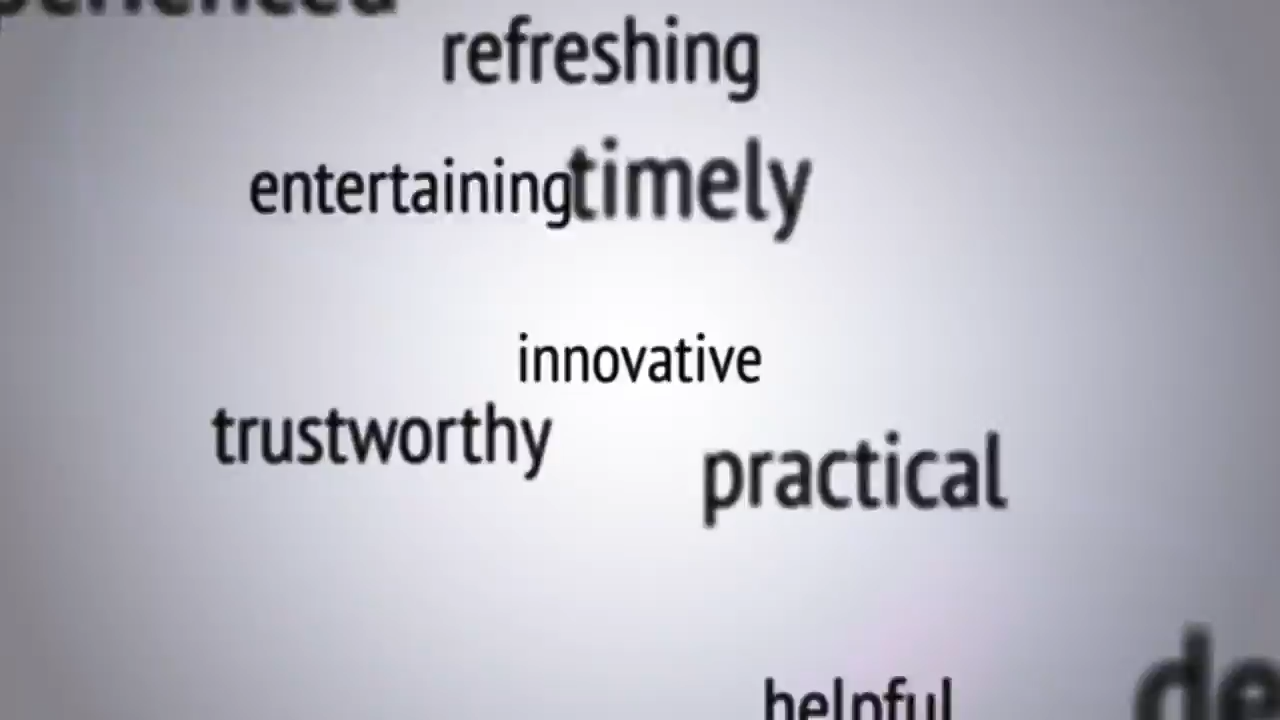 refreshing
entertaining timely
innovative
trustworthy
practical
helpful